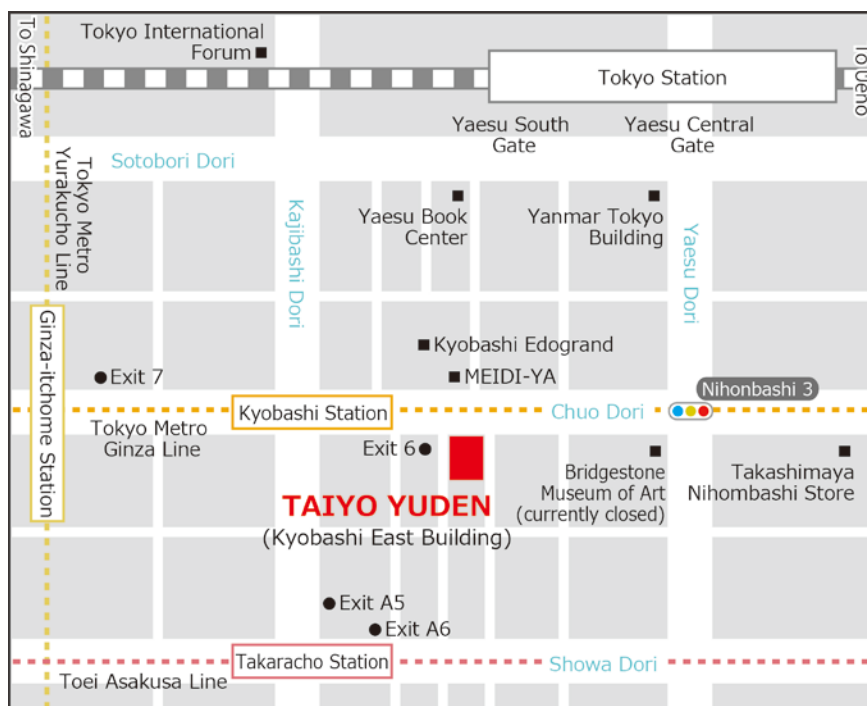 To Shinagawa
Tokyo International
Forum
Tokyo Station
To Ueno
Yaesu South
Gate
Yaesu Central
Gate
Sotobori Dori
Tokyo Metro
Yurakucho Line
Kajibashi Dori
Yaesu Book
Center
Yanmar Tokyo
Building
Yaesu Dori
Ginza-itchome Station
Kyobashi Edogrand
Exit 7
MEIDI-YA
Nihonbashi 3
Kyobashi Station
Chuo Dori
Tokyo Metro
Ginza Line
Exit 6
TAIYO YUDEN
(Kyobashi East Building)
Bridgestone
Museum of Art
(currently closed)
Takashimaya
Nihombashi Store
Exit A5
Exit A6
Takaracho Station
Showa Dori
Toei Asakusa Line